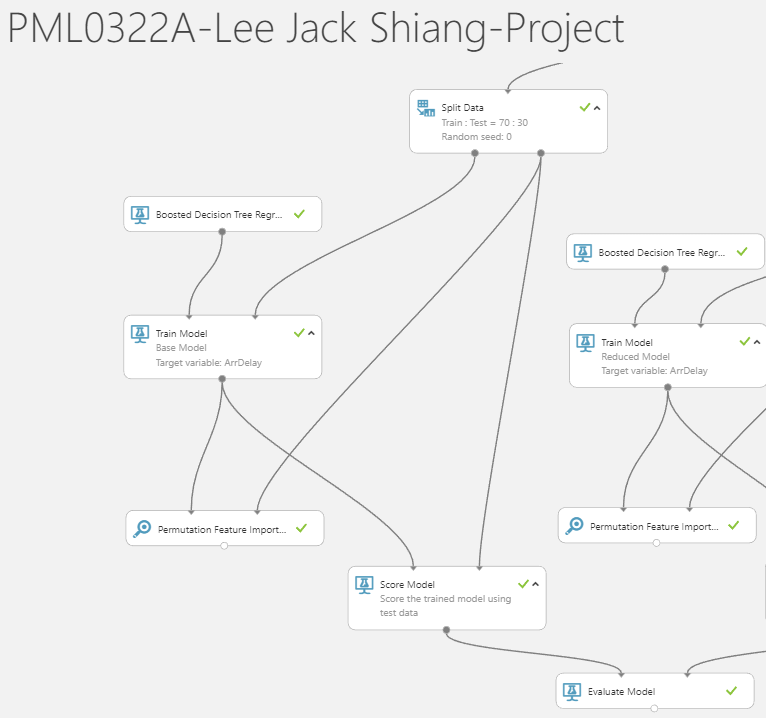 PML0322A-Lee Jack Shiang-Project
Split Data
Train : Test = 70 : 30
Random seed: 0
Boosted Decision Tree Regr...
Boosted Decision Tree Regr...
Train Model
Base Model
Target variable: ArrDelay
Train Model
Reduced Model
Target variable: ArrDelay
Permutation Feature Import...
Permutation Feature Import...
Score Model
Score the trained model using
test data
Evaluate Model